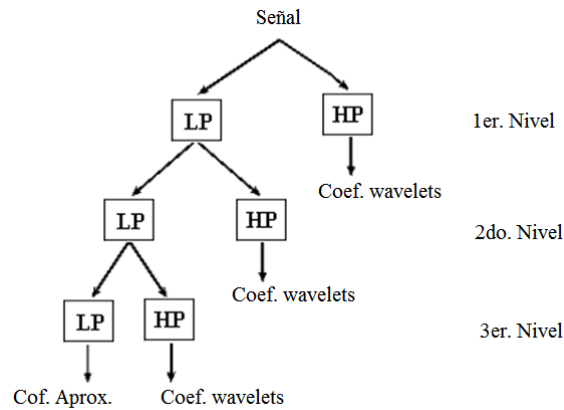 Señal
LP
HP
1er. Nivel
Coef. wavelets
LP
HP
2do. Nivel
Coef. wavelets
LP
HP
3er. Nivel
Cof. Aprox.
Coef. wavelets